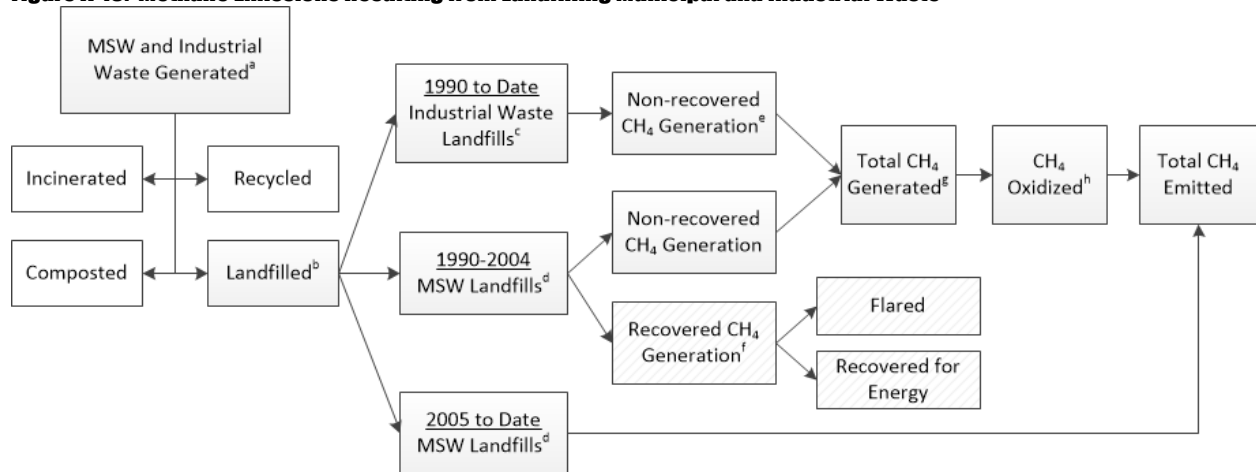 Methane Emissions Resulting from Landfilling Municipal and Industrial Waste
MSW and Industrial
Waste Generatedᵃ
Incinerated
Recycled
Composted
Landfilledᵇ
1990 to Date
Industrial Waste
Landfillsᶜ
1990-2004
MSW Landfillsᵈ
2005 to Date
MSW Landfillsᵈ
Non-recovered
CH₄ Generationᵉ
Non-recovered
CH₄ Generation
Recovered CH₄
Generationᶠ
Flared
Recovered for
Energy
Total CH₄
Generatedᵍ
CH₄
Oxidizedʰ
Total CH₄
Emitted